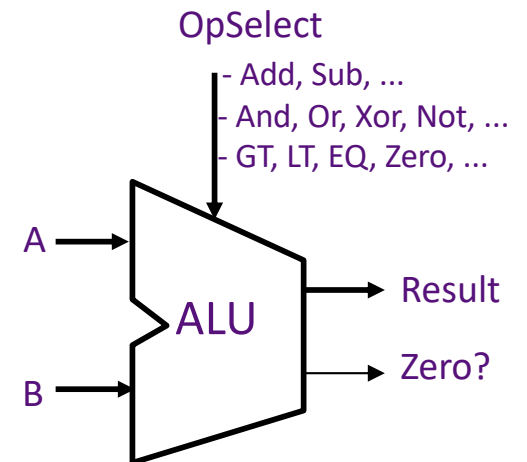 OpSelect
- Add, Sub, ...
- And, Or, Xor, Not, ...
- GT, LT, EQ, Zero, ...
A
Result
ALU
Zero?
B